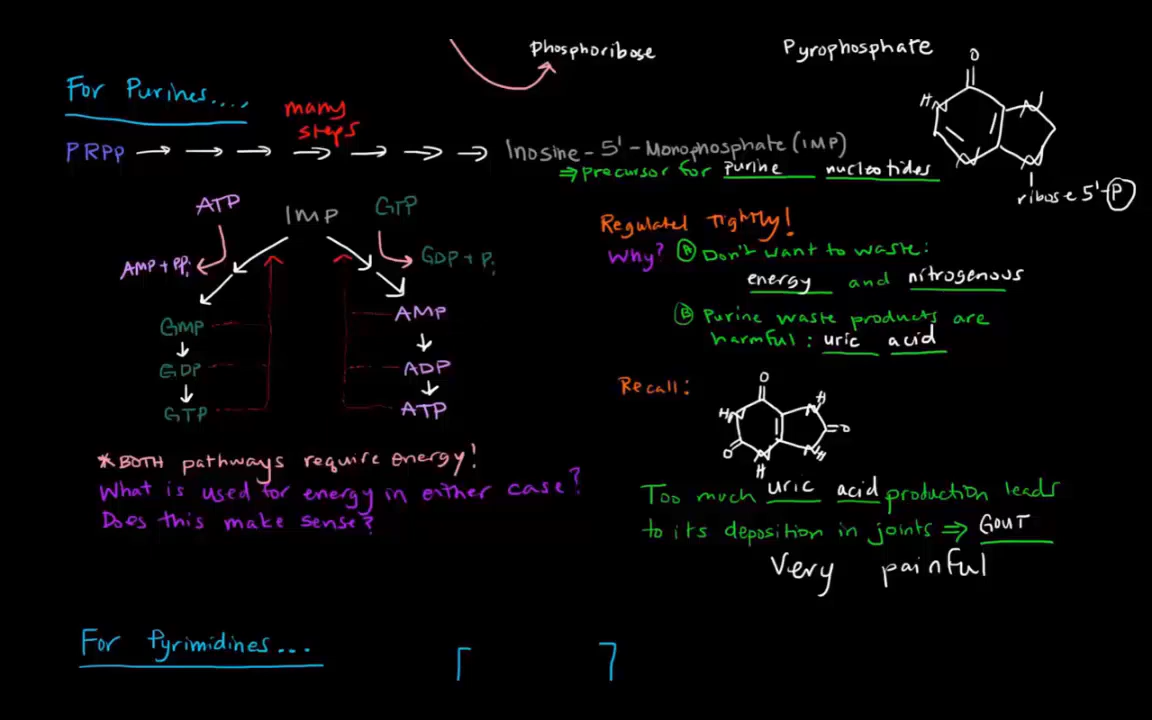 Phosphoribose
Pyrophosphate
For Purines....,
many
steps
PRPP
Inosine-5'-Monophosphate (IMP)
⇒ precursor for purine nucleotides
O
H
N
N
N
N
ribose 5'-P
ATP
IMP
GTP
AMP + PPi
GDP + Pi
GMP
GDP
GTP
AMP
ADP
ATP
Regulated Tightly!
Why? A Don't want to waste:
energy and nitrogenous
B Purine waste products are
harmful: uric acid
Recall:
O
H
N
N
H
O
O
N
H
N
H
*BOTH pathways require energy!
What is used for energy in either case?
Does this make sense?
Too much uric acid production leads
to its deposition in joints ⇒ GOUT
Very painful
For Pyrimidines...